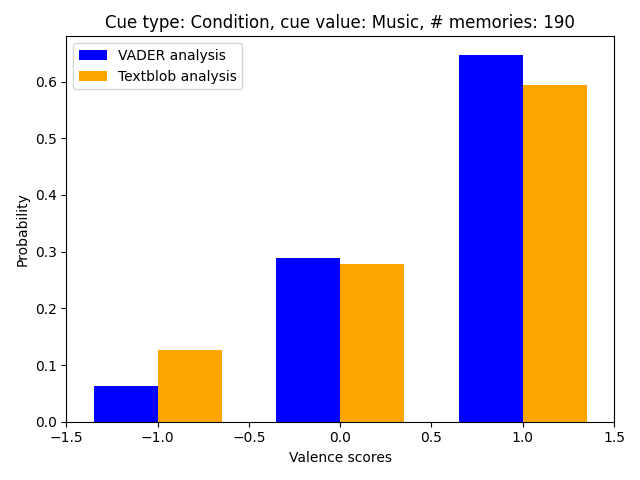 Cue type: Condition, cue value: Music, # memories: 190
VADER analysis
Textblob analysis
Probability
0.6
0.5
0.4
0.3
0.2
0.1
0.0
−1.5 −1.0 −0.5 0.0 0.5 1.0 1.5
Valence scores